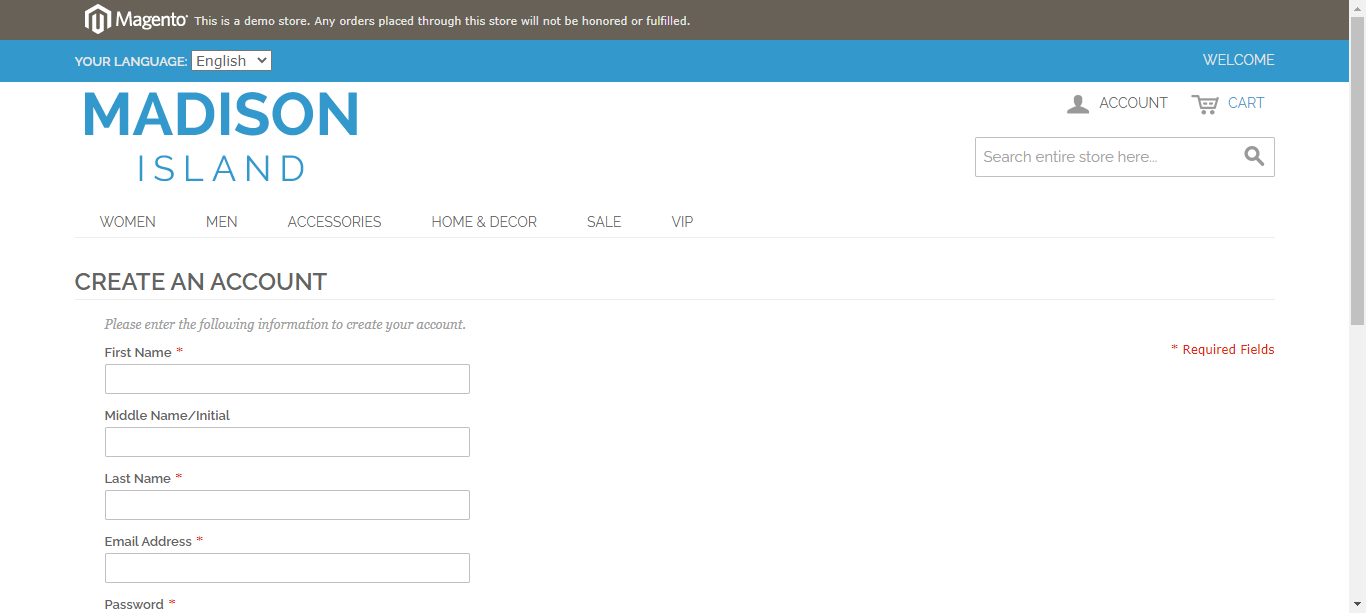 Magento This is a demo store. Any orders placed through this store will not be honored or fulfilled.
YOUR LANGUAGE: English WELCOME
MADISON
ISLAND
ACCOUNT CART
Search entire store here...
WOMEN MEN ACCESSORIES HOME & DECOR SALE VIP
CREATE AN ACCOUNT
Please enter the following information to create your account.
First Name *
* Required Fields
Middle Name/Initial
Last Name *
Email Address *
Password *